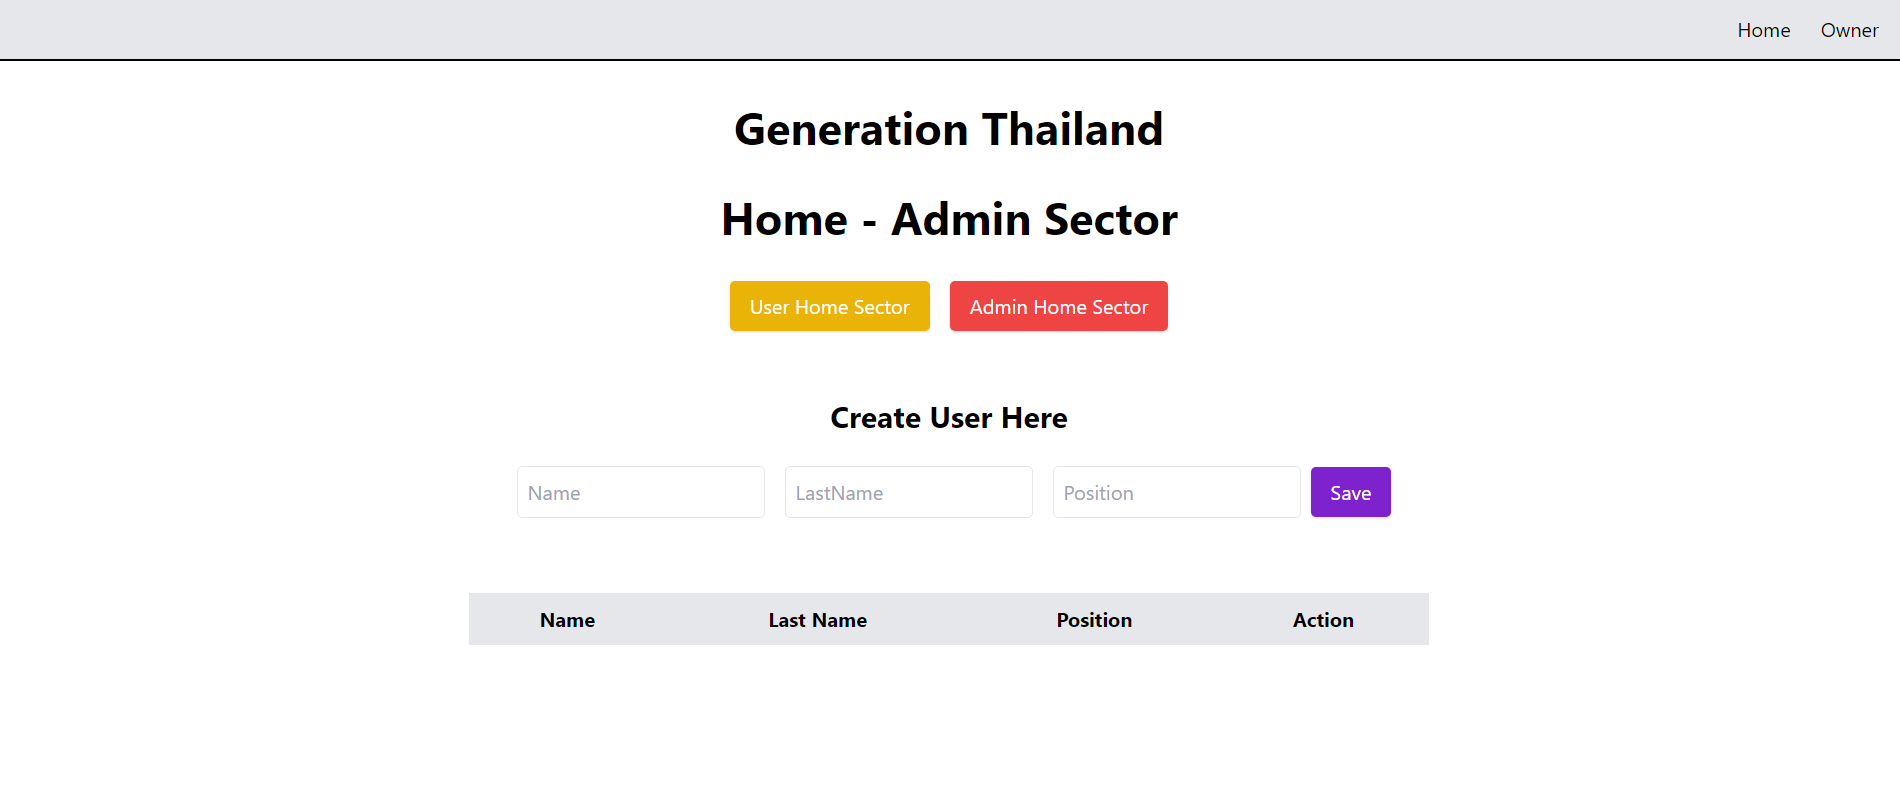 Home Owner
Generation Thailand
Home - Admin Sector
User Home Sector Admin Home Sector
Create User Here
Name LastName Position Save
Name Last Name Position Action